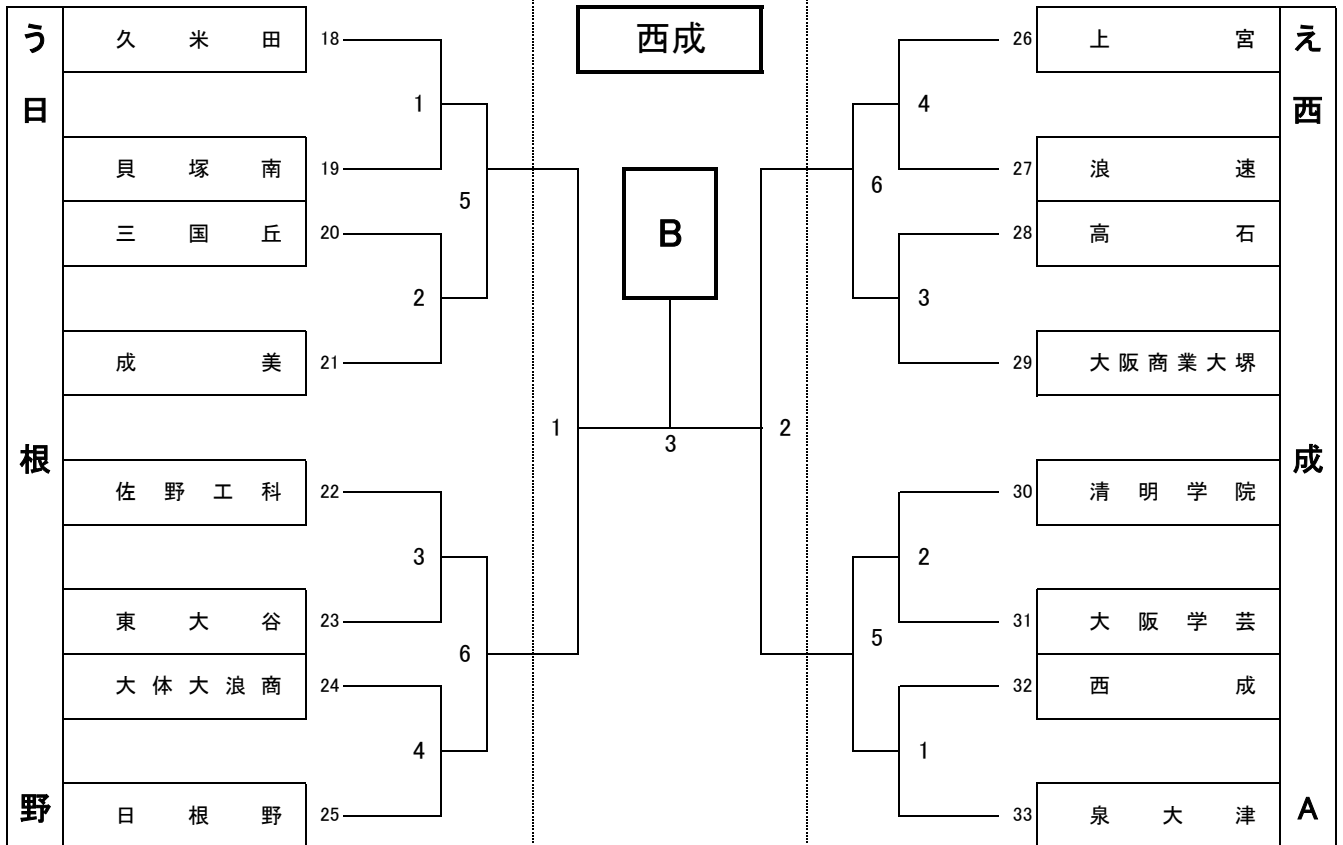 う 日 根 野
久米田 18
1
貝塚南 19
5
三国丘 20
2
成美 21
1
佐野工科 22
3
東大谷 23
6
大体大浪商 24
4
日根野 25
西成
B
3
26 上宮
4
27 浪速
6
28 高石
3
29 大阪商業大堺
2
30 清明学院
2
31 大阪学芸
5
32 西成
1
33 泉大津
え 西 成 A